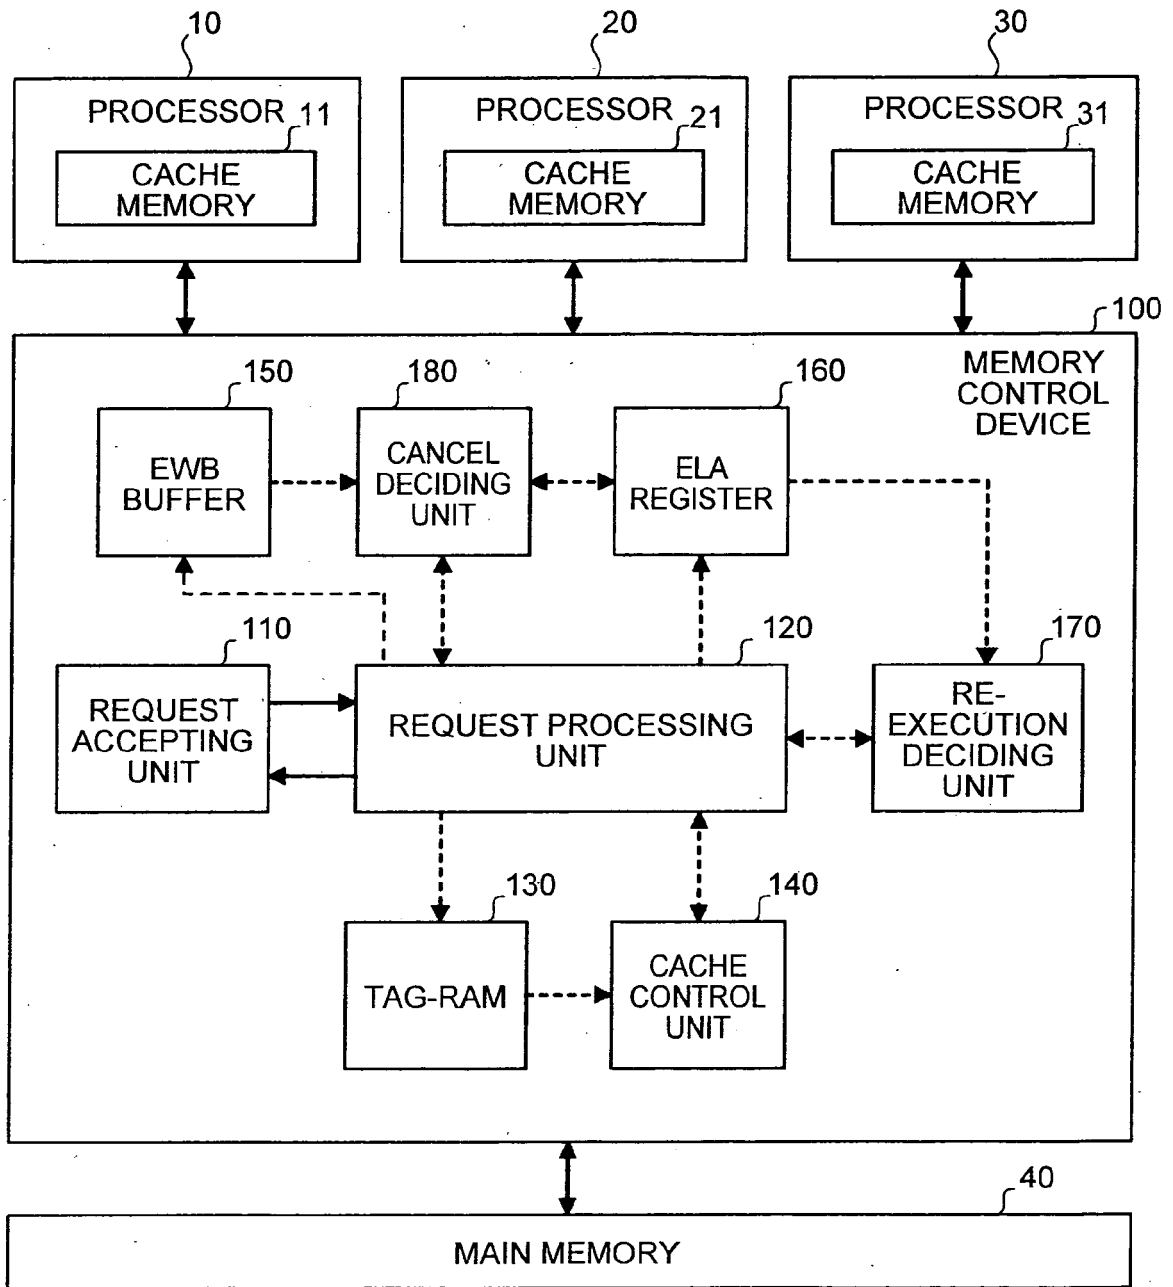 10
20
30
PROCESSOR
11
CACHE
MEMORY
PROCESSOR
21
CACHE
MEMORY
PROCESSOR
31
CACHE
MEMORY
100
MEMORY
CONTROL
DEVICE
150
EWB
BUFFER
180
CANCEL
DECIDING
UNIT
160
ELA
REGISTER
110
REQUEST
ACCEPTING
UNIT
120
REQUEST PROCESSING
UNIT
170
RE-
EXECUTION
DECIDING
UNIT
130
TAG-RAM
140
CACHE
CONTROL
UNIT
40
MAIN MEMORY